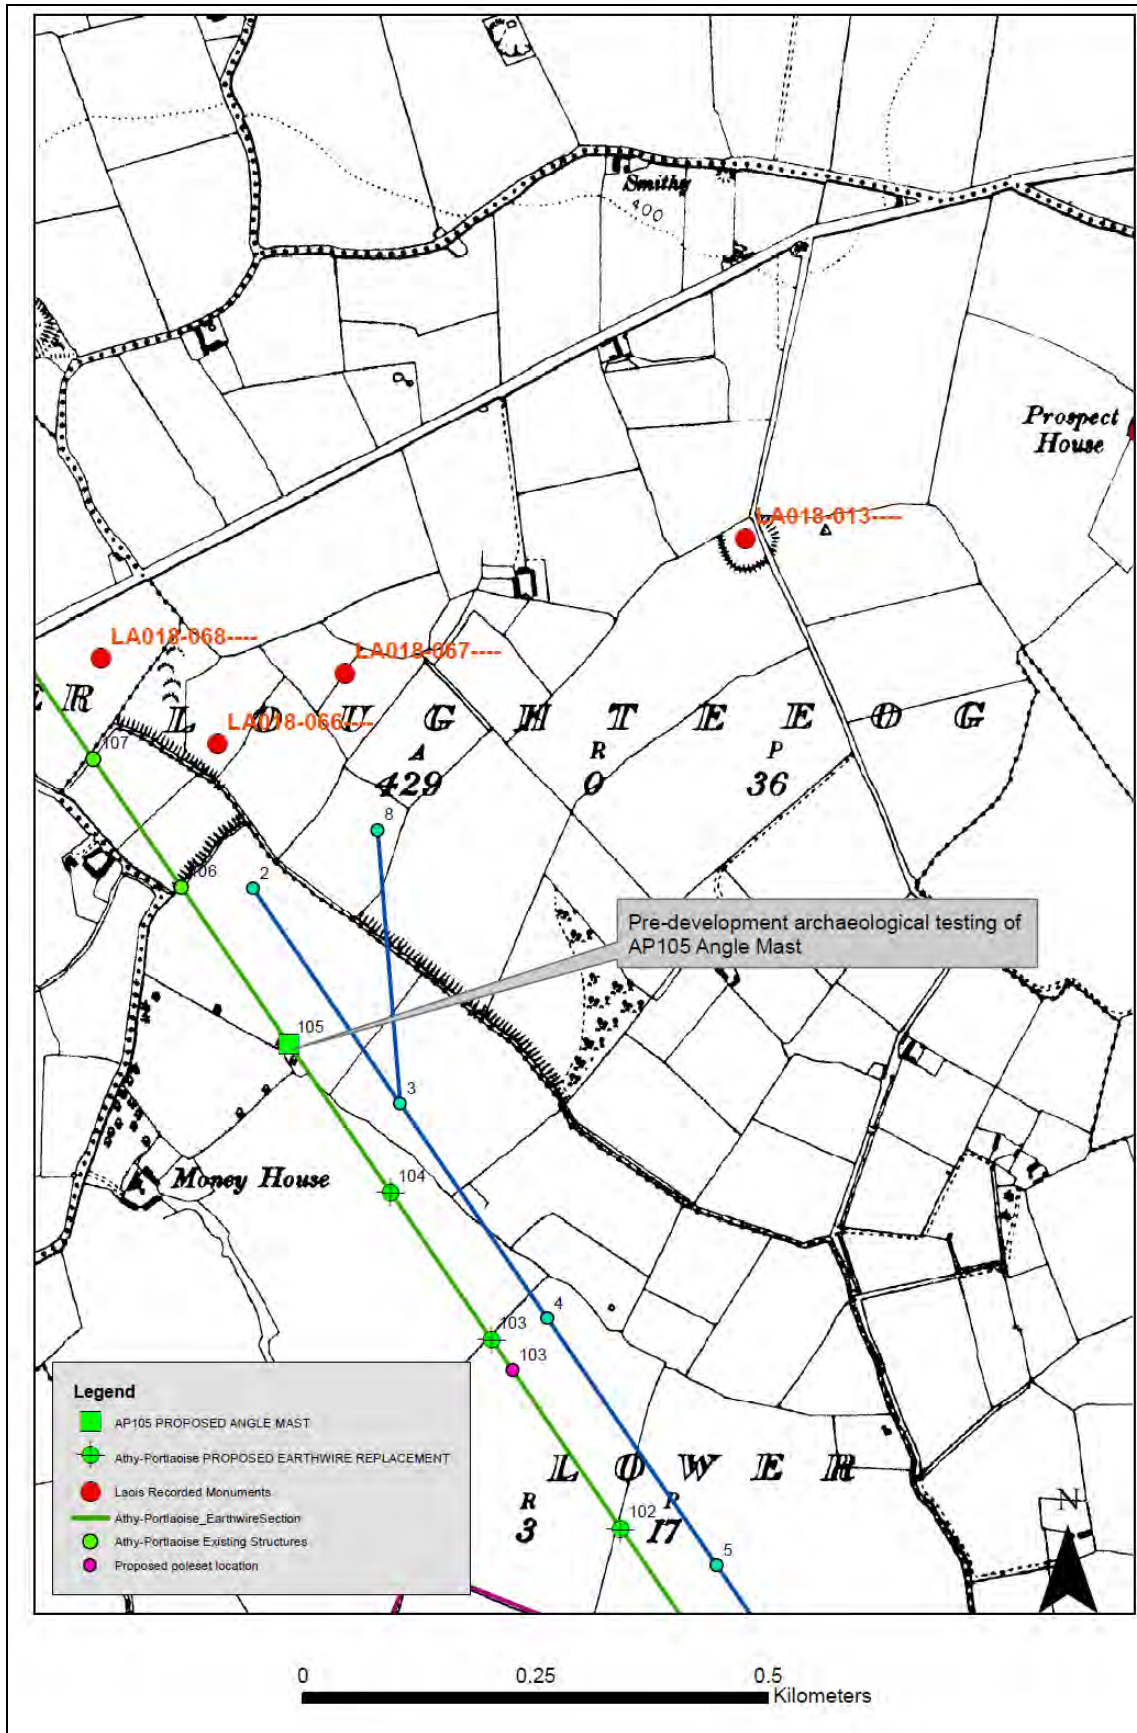 Smithy
400
Prospect
House
LA018-013----
LA018-068----
LA018-067----
ER LOUGHTEEOG
LA018-066----
A R P
429 0 36
107
8
106
2
Pre-development archaeological testing of
AP105 Angle Mast
105
3
Money House
104
4
103
103
LOWER
R P
3 17
102
5
N
Legend
AP105 PROPOSED ANGLE MAST
Athy-Portlaoise PROPOSED EARTHWIRE REPLACEMENT
Laois Recorded Monuments
Athy-Portlaoise_EarthwireSection
Athy-Portlaoise Existing Structures
Proposed poleset location
0 0.25 0.5
Kilometers